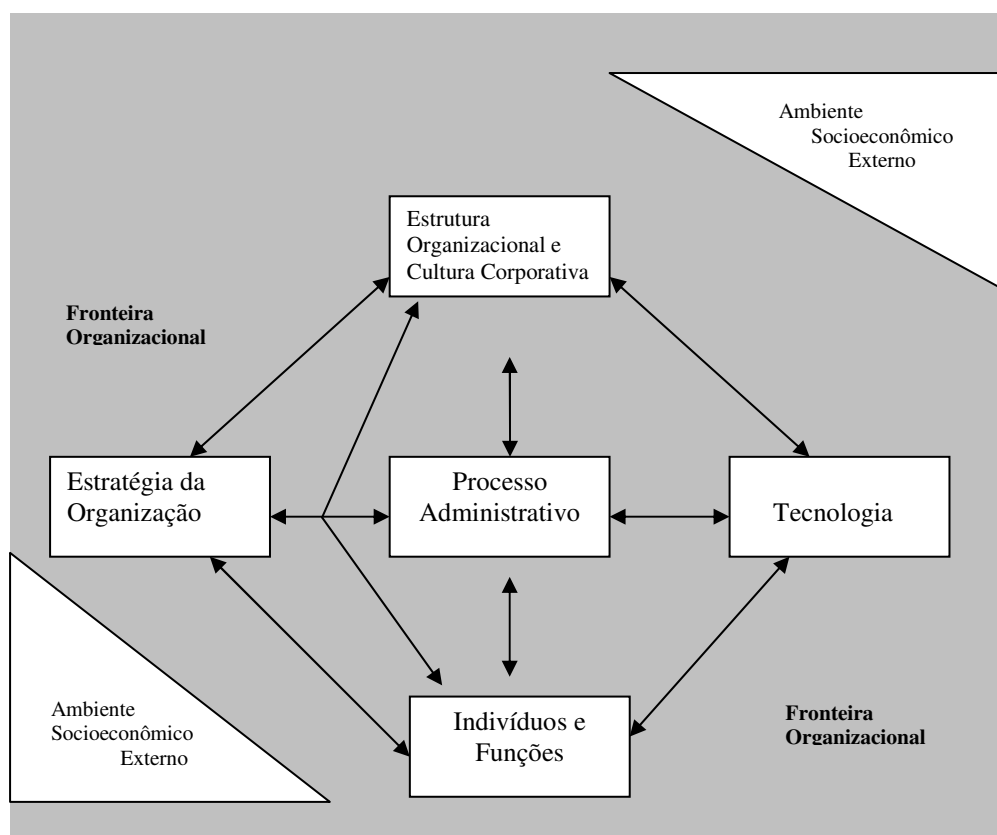 Ambiente
Socioeconômico
Externo
Estrutura
Organizacional e
Cultura Corporativa
Fronteira
Organizacional
Estratégia da
Organização
Processo
Administrativo
Tecnologia
Ambiente
Socioeconômico
Externo
Indivíduos e
Funções
Fronteira
Organizacional